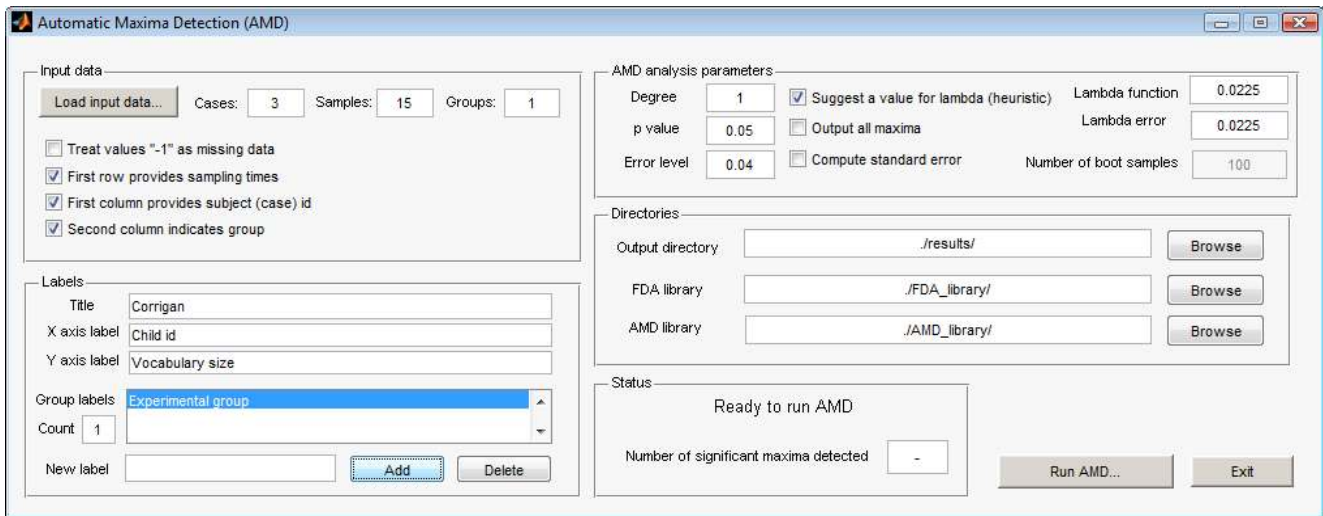 Automatic Maxima Detection (AMD)
Input data
Load input data... Cases: 3 Samples: 15 Groups: 1
Treat values "-1" as missing data
First row provides sampling times
First column provides subject (case) id
Second column indicates group
Labels
Title Corrigan
X axis label Child id
Y axis label Vocabulary size
Group labels Experimental group
Count 1
New label Add Delete
AMD analysis parameters
Degree 1 Suggest a value for lambda (heuristic) Lambda function 0.0225
p value 0.05 Output all maxima Lambda error 0.0225
Error level 0.04 Compute standard error Number of boot samples 100
Directories
Output directory ./results/ Browse
FDA library ./FDA_library/ Browse
AMD library ./AMD_library/ Browse
Status
Ready to run AMD
Number of significant maxima detected -
Run AMD... Exit